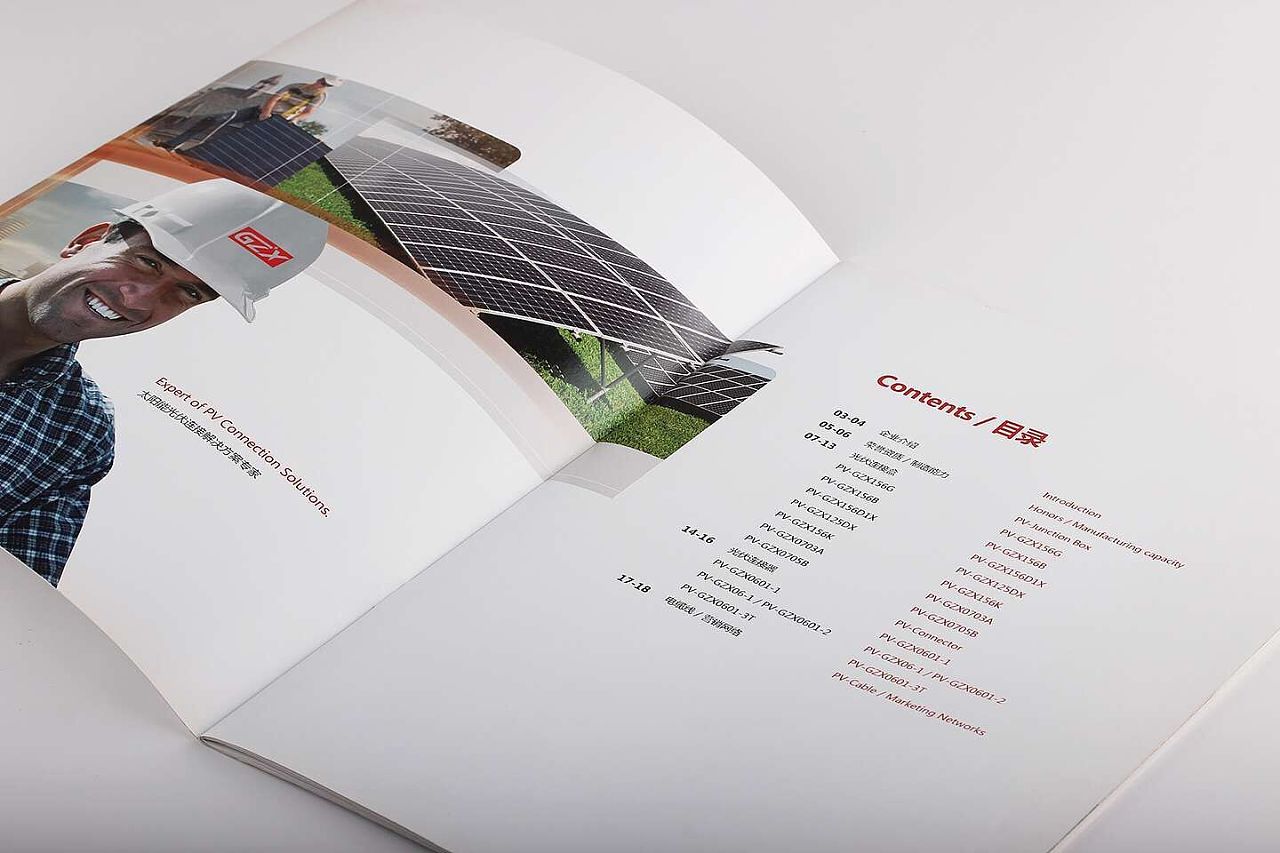 GZX
Expert of PV Connection Solutions.
太阳能光伏连接解决方案专家
Contents / 目录
03-04 企业介绍
05-06 荣誉资质 / 制造能力
07-13 光伏连接盒
PV-GZX156G
PV-GZX156B
PV-GZX156D1X
PV-GZX125DX
PV-GZX156K
PV-GZX0703A
PV-GZX0705B
14-16 光伏连接器
PV-GZX0601-1
PV-GZX06-1 / PV-GZX0601-2
PV-GZX0601-3T
17-18 电缆线 / 营销网络
Introduction
Honors / Manufacturing capacity
PV-Junction Box
PV-GZX156G
PV-GZX156B
PV-GZX156D1X
PV-GZX125DX
PV-GZX156K
PV-GZX0703A
PV-GZX0705B
PV-Connector
PV-GZX0601-1
PV-GZX06-1 / PV-GZX0601-2
PV-GZX0601-3T
PV-Cable / Marketing Networks